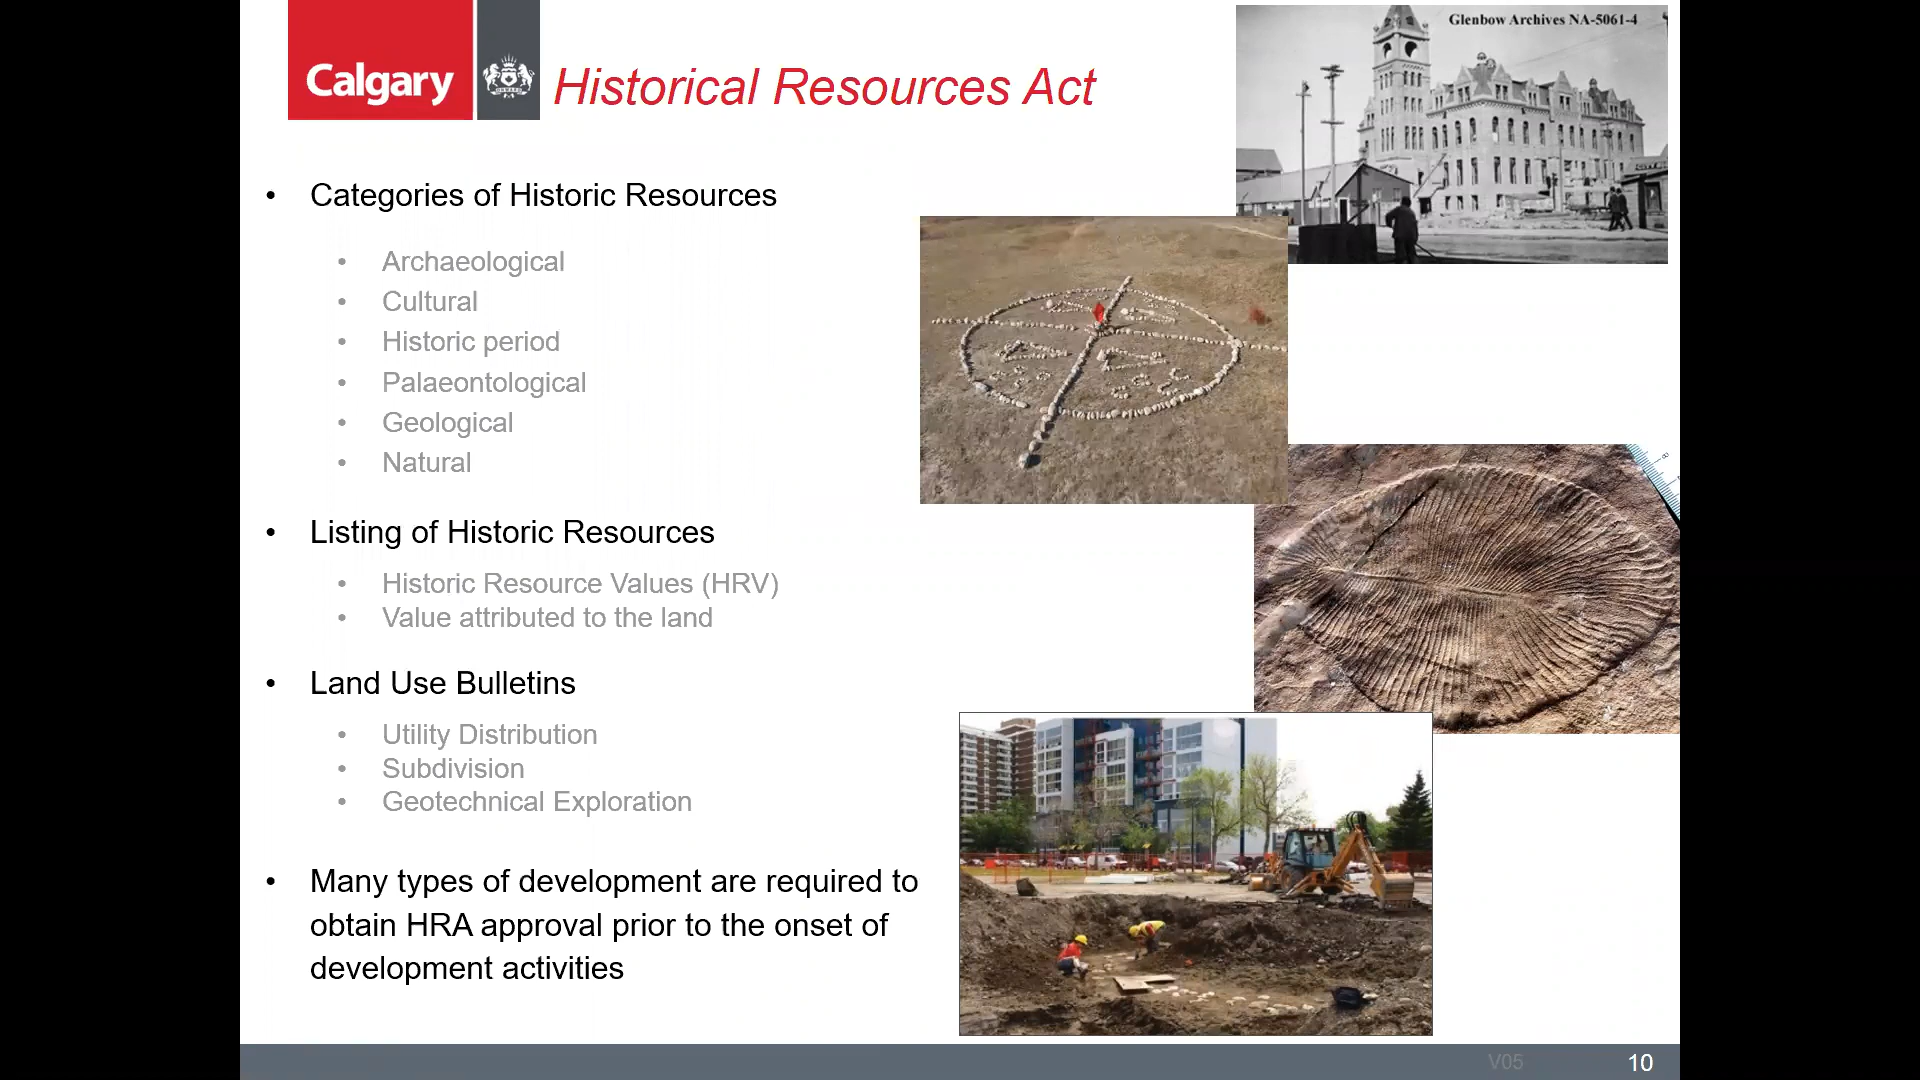 Calgary
ONWARD
Historical Resources Act
Glenbow Archives NA-5061-4
• Categories of Historic Resources
• Archaeological
• Cultural
• Historic period
• Palaeontological
• Geological
• Natural
• Listing of Historic Resources
• Historic Resource Values (HRV)
• Value attributed to the land
• Land Use Bulletins
• Utility Distribution
• Subdivision
• Geotechnical Exploration
• Many types of development are required to
obtain HRA approval prior to the onset of
development activities
V05
10